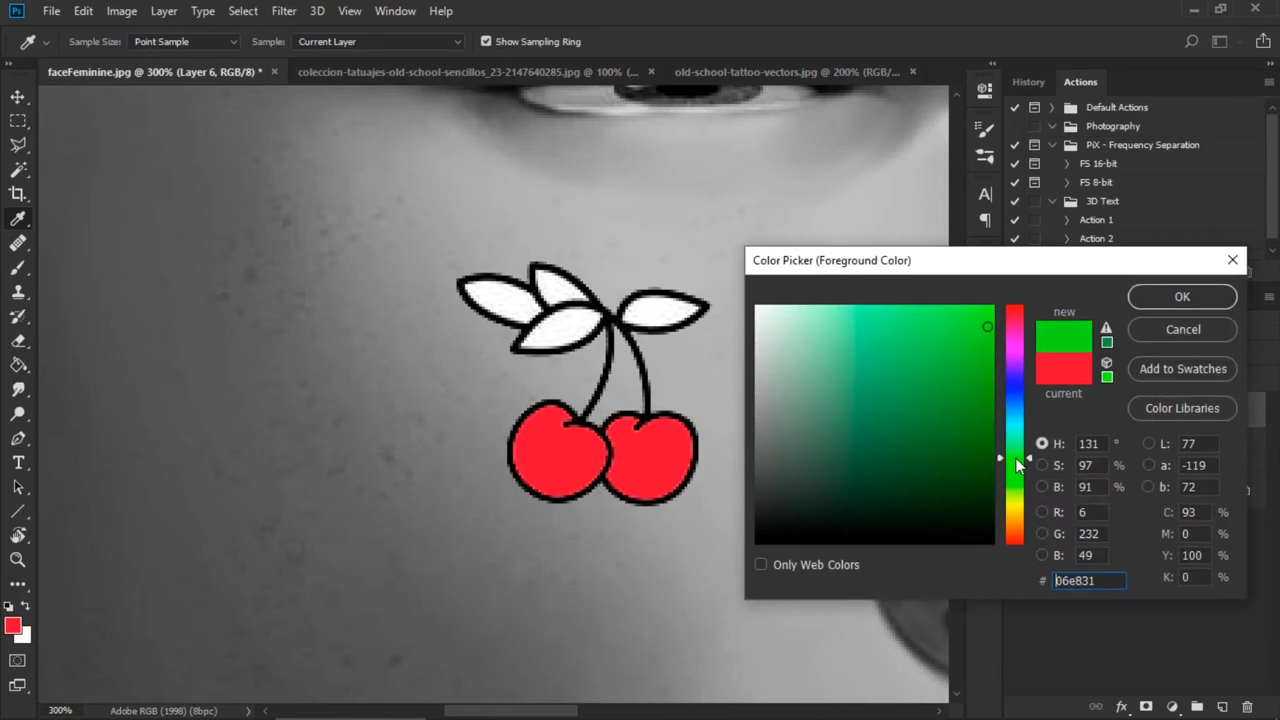 Ps File Edit Image Layer Type Select Filter 3D View Window Help
Sample Size: Point Sample Sample: Current Layer Show Sampling Ring
faceFeminine.jpg @ 300% (Layer 6, RGB/8) * coleccion-tatuajes-old-school-sencillos_23-2147640285.jpg @ 100% (... old-school-tattoo-vectors.jpg @ 200% (RGB/...
History Actions
Default Actions
Photography
PiX - Frequency Separation
FS 16-bit
FS 8-bit
3D Text
Action 1
Action 2
Color Picker (Foreground Color)
OK
new
Cancel
Add to Swatches
current
Color Libraries
H: 131 ° L: 77
S: 97 % a: -119
B: 91 % b: 72
R: 6 C: 93 %
G: 232 M: 0 %
B: 49 Y: 100 %
Only Web Colors
# 06e831 K: 0 %
300% Adobe RGB (1998) (8bpc)